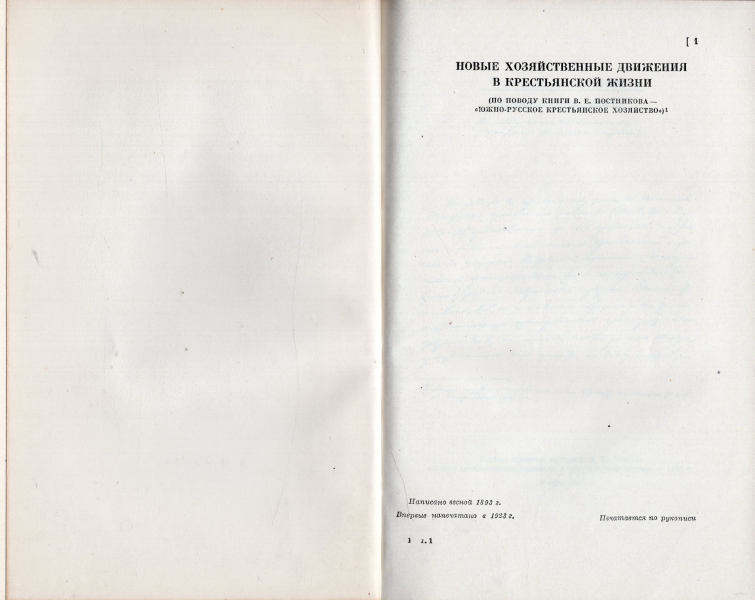 [ 1
НОВЫЕ ХОЗЯЙСТВЕННЫЕ ДВИЖЕНИЯ
В КРЕСТЬЯНСКОЙ ЖИЗНИ
(ПО ПОВОДУ КНИГИ В. Е. ПОСТНИКОВА —
«ЮЖНО-РУССКОЕ КРЕСТЬЯНСКОЕ ХОЗЯЙСТВО»)1
Написано весной 1893 г.
Впервые напечатано в 1923 г.
Печатается по рукописи
1 т. 1